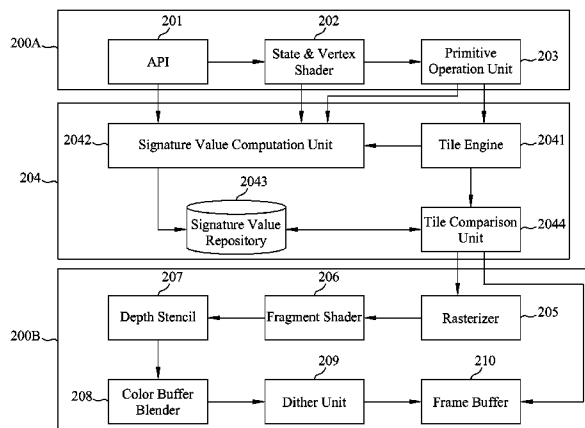 201
202
200A
API
State & Vertex
Shader
Primitive
Operation Unit
203
2042
Signature Value Computation Unit
Tile Engine
2041
204
2043
Signature Value
Repository
Tile Comparison
Unit
2044
207
206
200B
Depth Stencil
Fragment Shader
Rasterizer
205
209
210
208
Color Buffer
Blender
Dither Unit
Frame Buffer